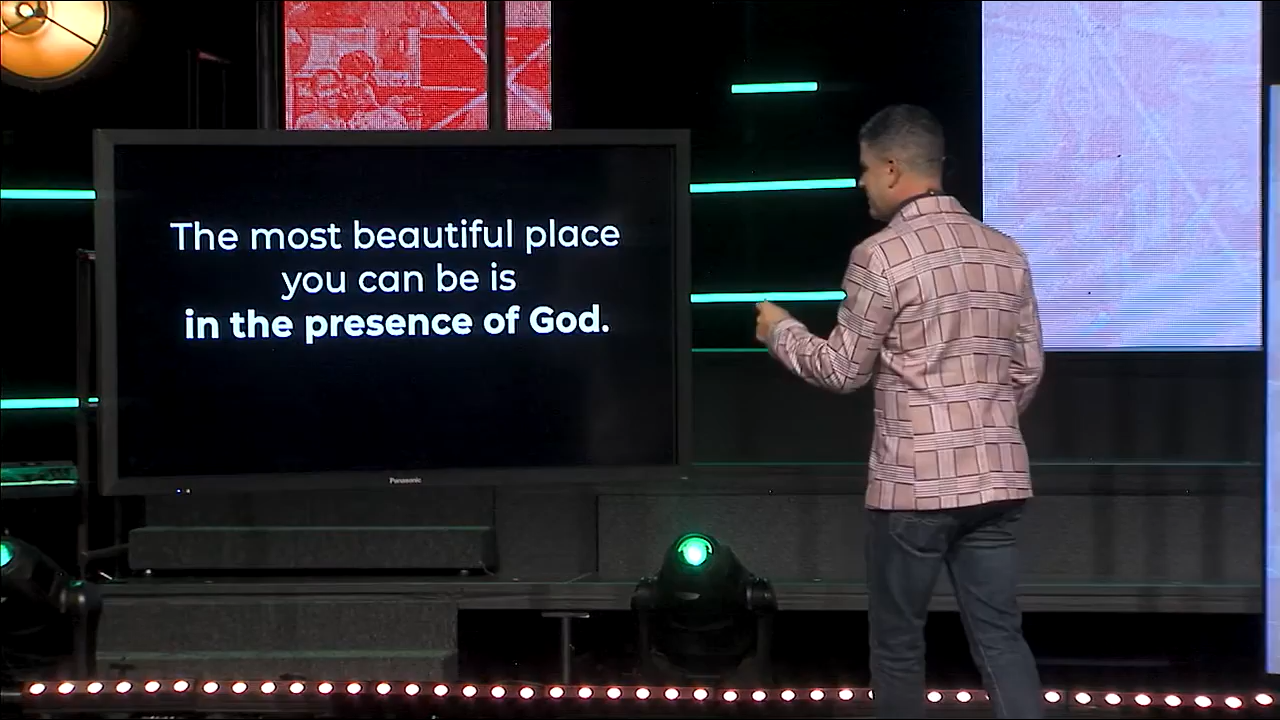 The most beautiful place
you can be is
in the presence of God.
Panasonic